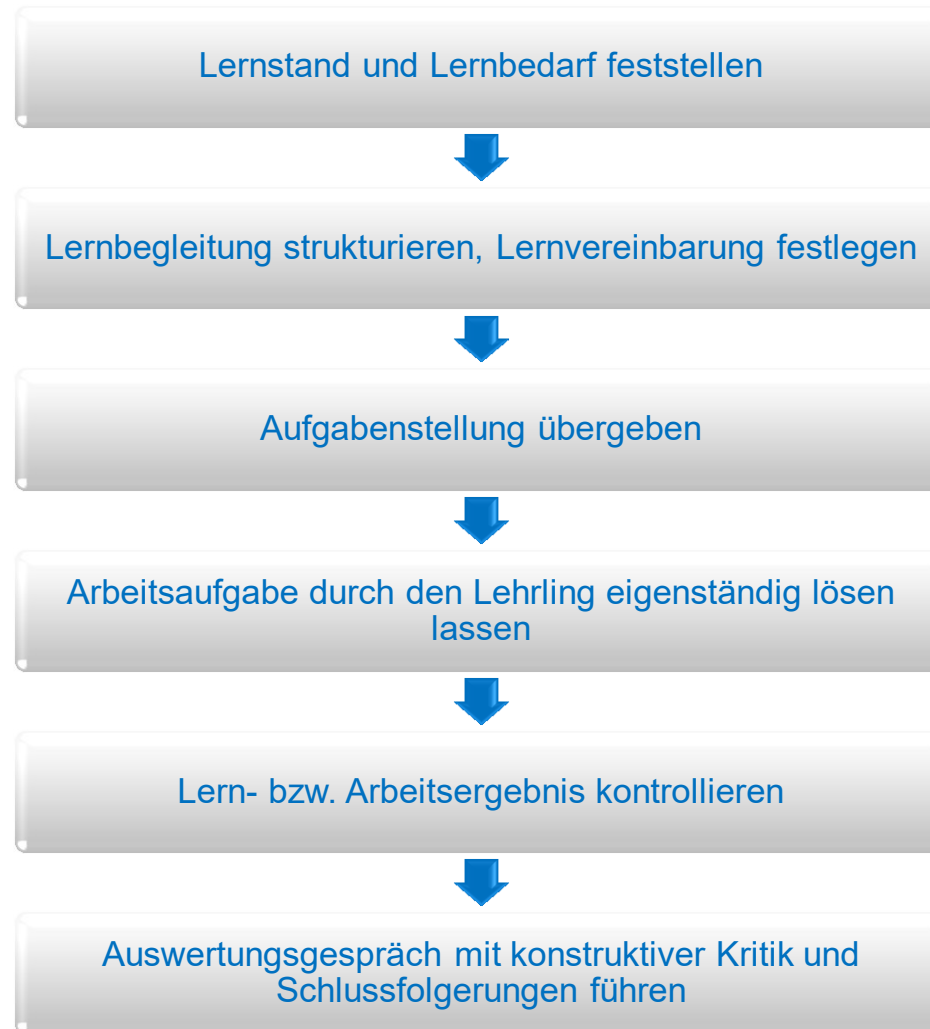 Lernstand und Lernbedarf feststellen
Lernbegleitung strukturieren, Lernvereinbarung festlegen
Aufgabenstellung übergeben
Arbeitsaufgabe durch den Lehrling eigenständig lösen
lassen
Lern- bzw. Arbeitsergebnis kontrollieren
Auswertungsgespräch mit konstruktiver Kritik und
Schlussfolgerungen führen